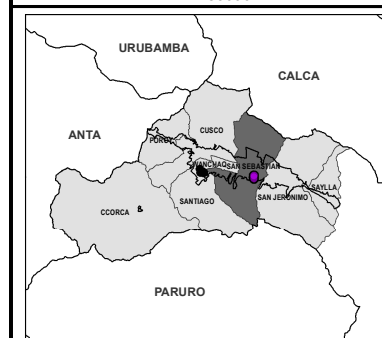 URUBAMBA
CALCA
ANTA
CUSCO
POROY
WANCHAQ
SAN SEBASTIAN
SAYLLA
SANTIAGO
SAN JERONIMO
CCORCA
&
PARURO